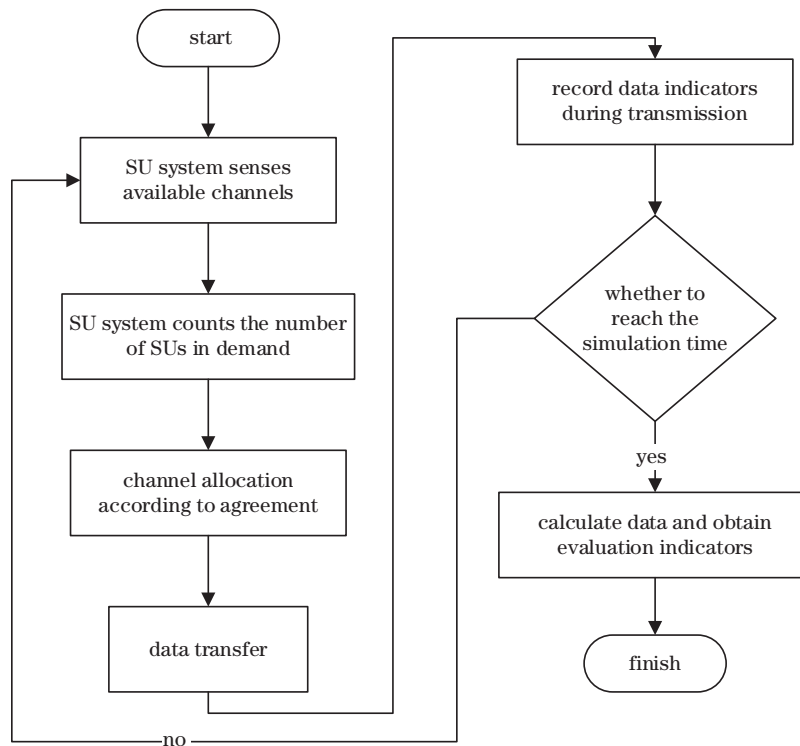 start
SU system senses
available channels
SU system counts the number
of SUs in demand
channel allocation
according to agreement
data transfer
record data indicators
during transmission
whether to
reach the
simulation time
yes
calculate data and obtain
evaluation indicators
finish
no